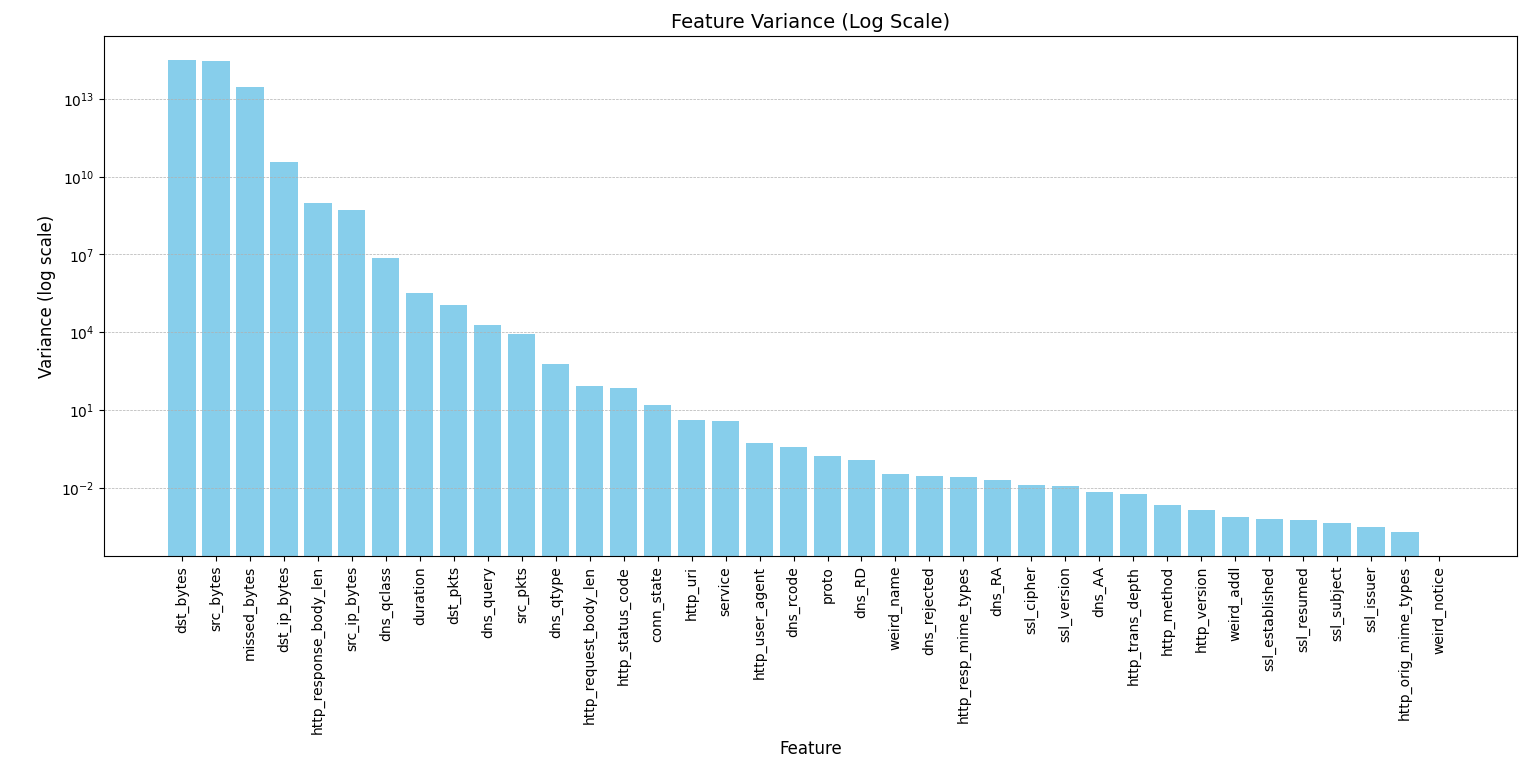 Feature Variance (Log Scale)
Variance (log scale)
10^13
10^10
10^7
10^4
10^1
10^−2
dst_bytes
src_bytes
missed_bytes
dst_ip_bytes
http_response_body_len
src_ip_bytes
dns_qclass
duration
dst_pkts
dns_query
src_pkts
dns_qtype
http_request_body_len
http_status_code
conn_state
http_uri
service
http_user_agent
dns_rcode
proto
dns_RD
weird_name
dns_rejected
http_resp_mime_types
dns_RA
ssl_cipher
ssl_version
dns_AA
http_trans_depth
http_method
http_version
weird_addl
ssl_established
ssl_resumed
ssl_subject
ssl_issuer
http_orig_mime_types
weird_notice
Feature